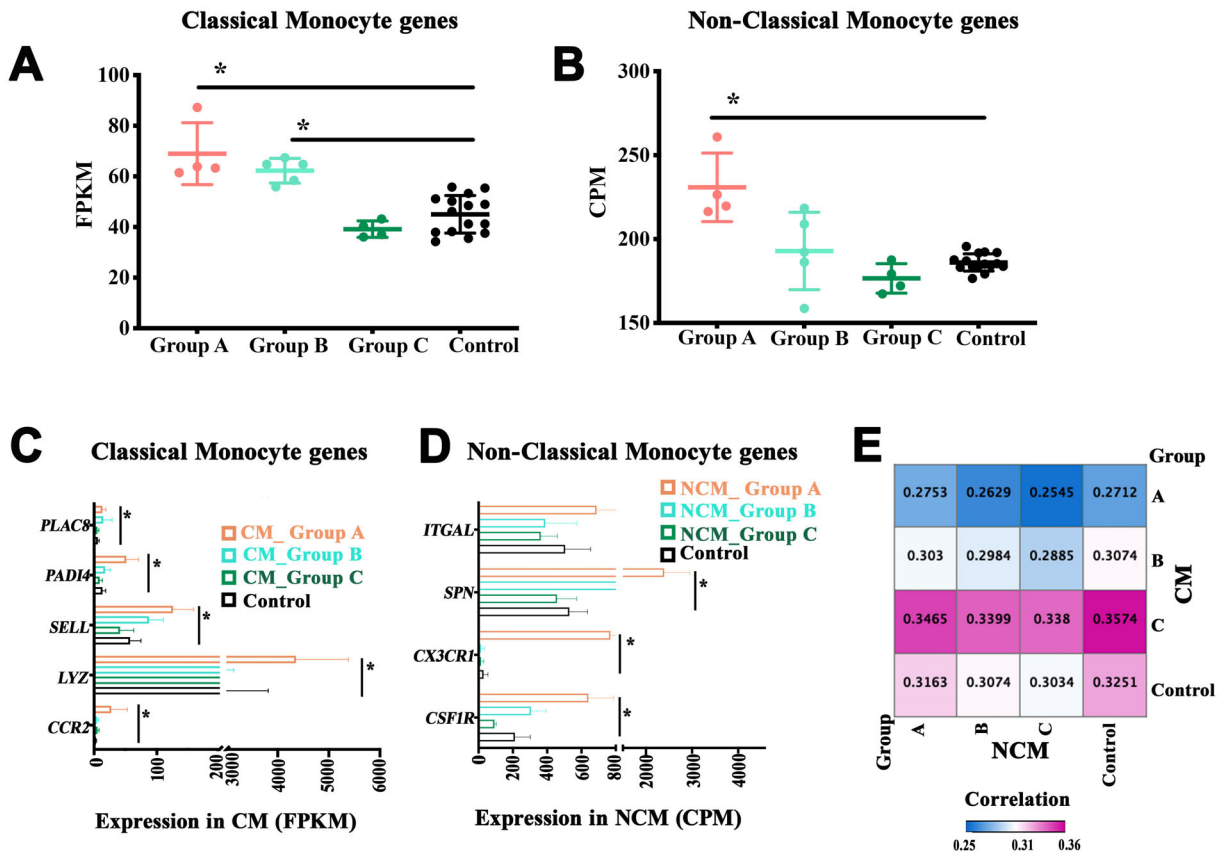 Classical Monocyte genes
Non-Classical Monocyte genes
A
B
*
*
*
100
80
60
40
20
0
FPKM
Group A Group B Group C Control
300
250
200
150
CPM
Group A Group B Group C Control
C
Classical Monocyte genes
D
Non-Classical Monocyte genes
E
PLAC8
PADI4
SELL
LYZ
CCR2
*
*
*
*
*
CM_ Group A
CM_Group B
CM_Group C
Control
0 100 200 3000 4000 5000 6000
Expression in CM (FPKM)
ITGAL
SPN
CX3CR1
CSF1R
*
*
*
NCM_ Group A
NCM_Group B
NCM_Group C
Control
0 200 400 600 800 2000 3000 4000
Expression in NCM (CPM)
Group
0.2753 0.2629 0.2545 0.2712 A
0.303 0.2984 0.2885 0.3074 B
0.3465 0.3399 0.338 0.3574 C
0.3163 0.3074 0.3034 0.3251 Control
CM
Group A B C Control
NCM
Correlation
0.25 0.31 0.36